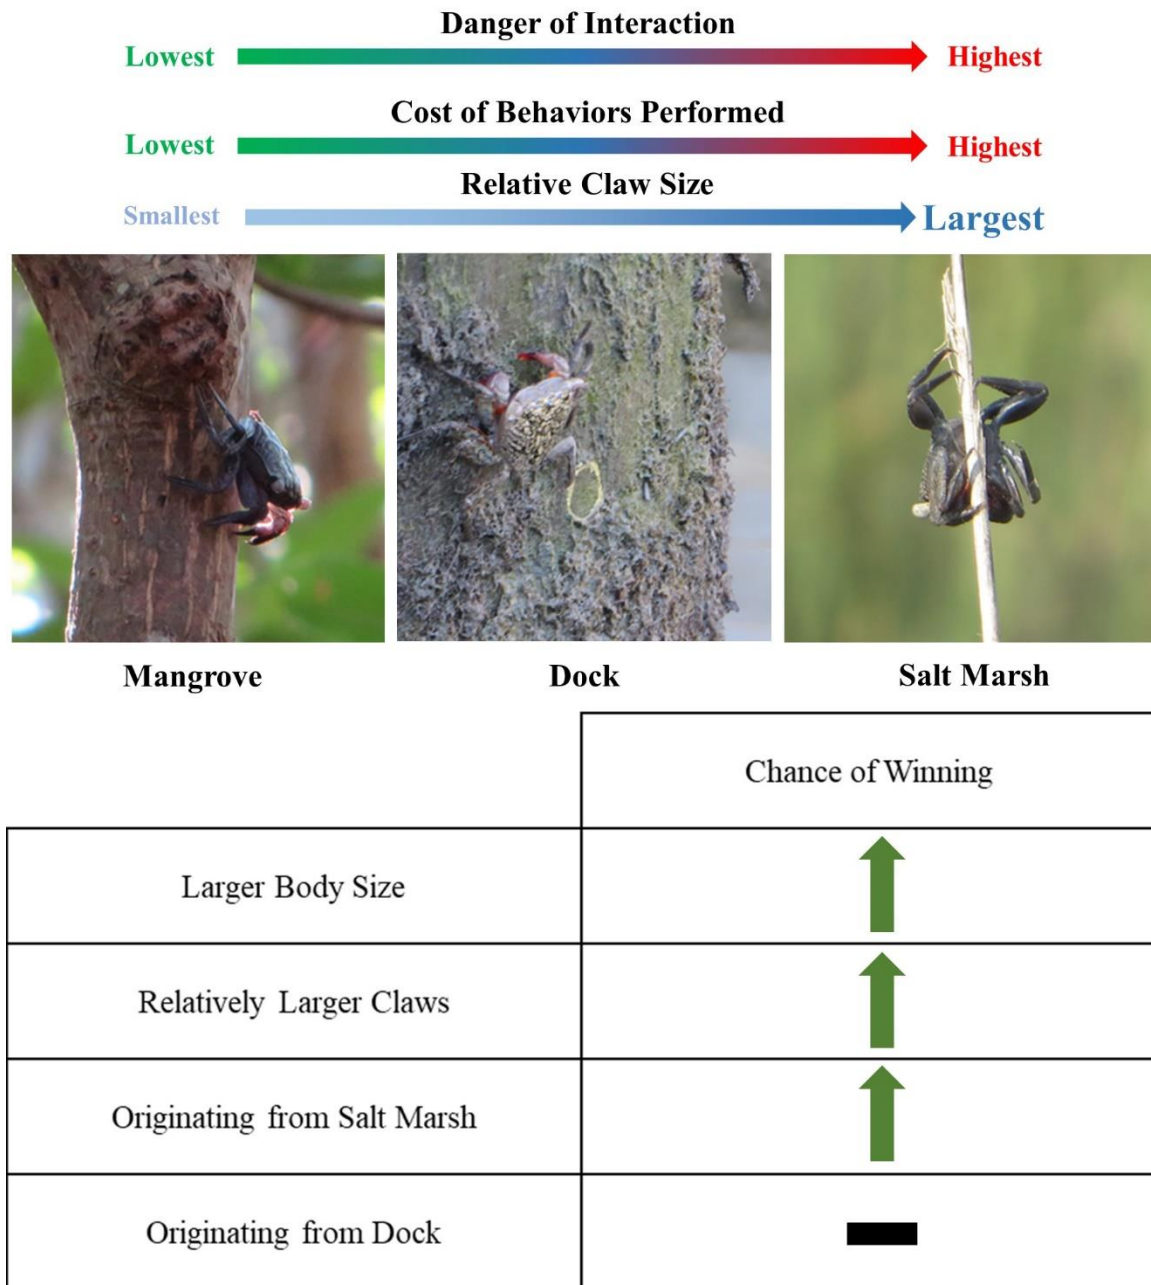 Danger of Interaction
Lowest Highest
Cost of Behaviors Performed
Lowest Highest
Relative Claw Size
Smallest Largest
Mangrove Dock Salt Marsh
Chance of Winning
Larger Body Size
Relatively Larger Claws
Originating from Salt Marsh
Originating from Dock